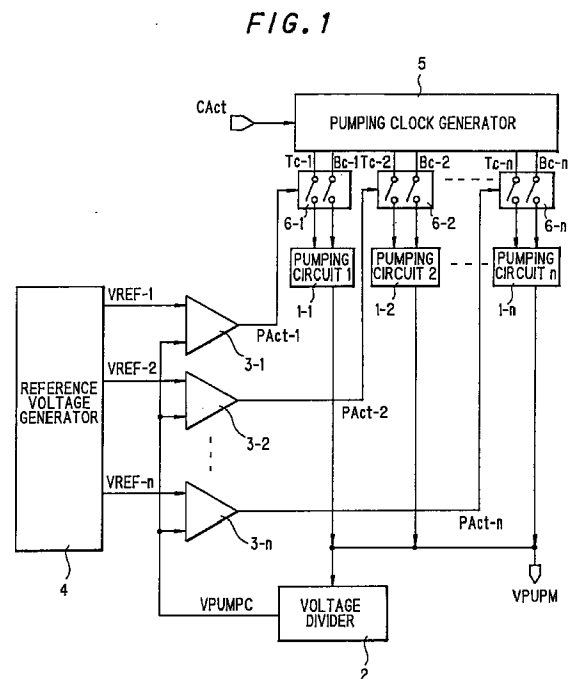 FIG. 1
5
CAct
PUMPING CLOCK GENERATOR
Tc-1 Bc-1 Tc-2 Bc-2 Tc-n Bc-n
6-1 6-2 6-n
PUMPING CIRCUIT 1
PUMPING CIRCUIT 2
PUMPING CIRCUIT n
1-1 1-2 1-n
VREF-1
PAct-1
3-1
VREF-2
REFERENCE
VOLTAGE
GENERATOR
PAct-2
3-2
VREF-n
PAct-n
3-n
4
VPUMPC
VOLTAGE
DIVIDER
VPUPM
2